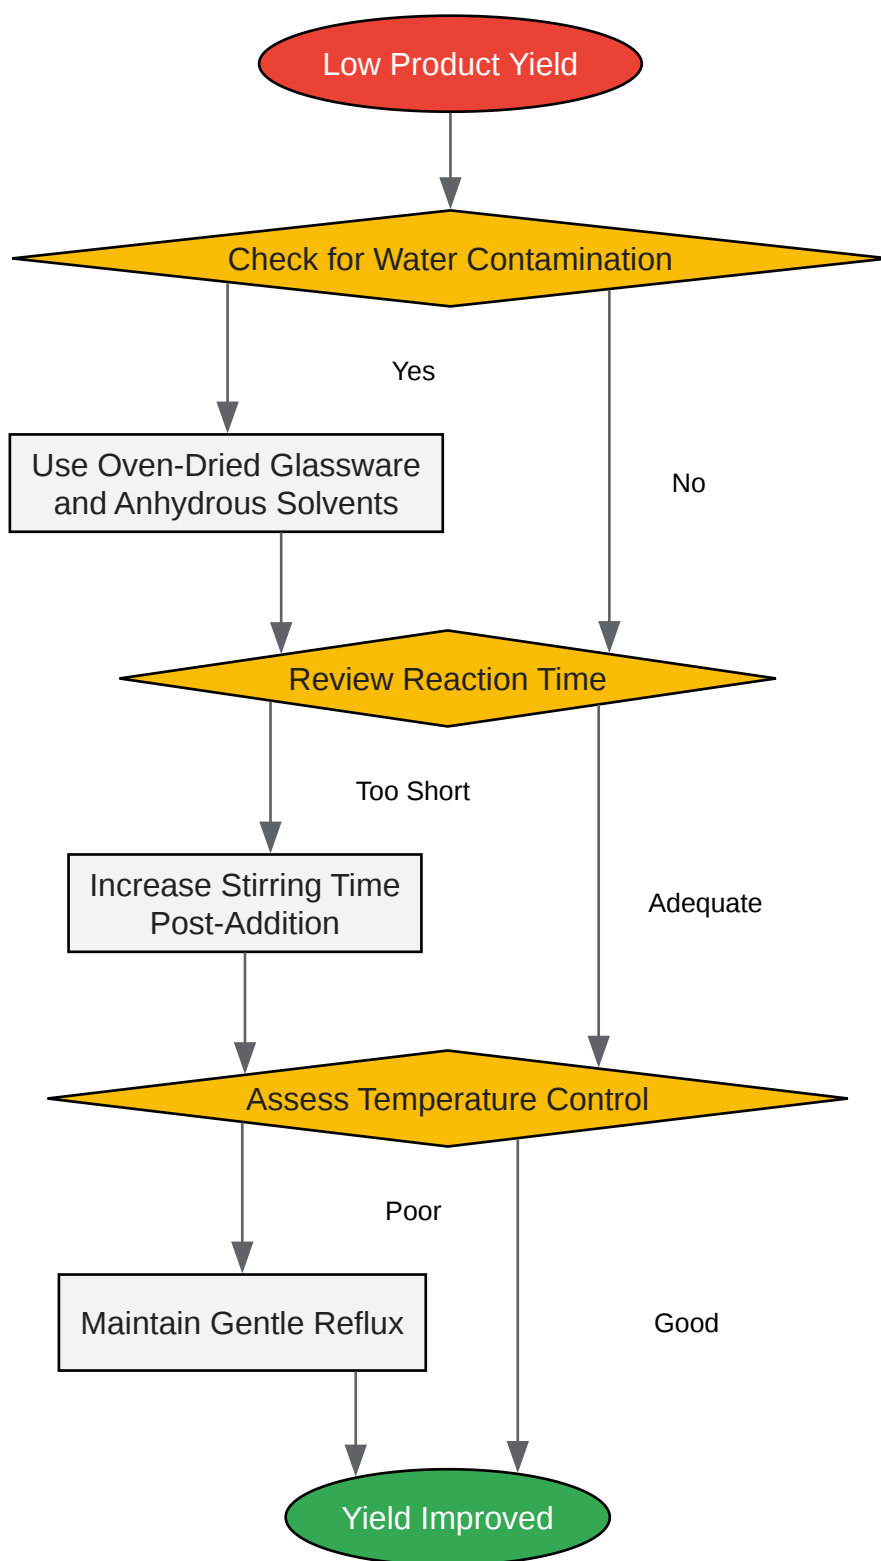 Low Product Yield
Check for Water Contamination
Yes
Use Oven-Dried Glassware
and Anhydrous Solvents
No
Review Reaction Time
Too Short
Increase Stirring Time
Post-Addition
Adequate
Assess Temperature Control
Poor
Maintain Gentle Reflux
Good
Yield Improved